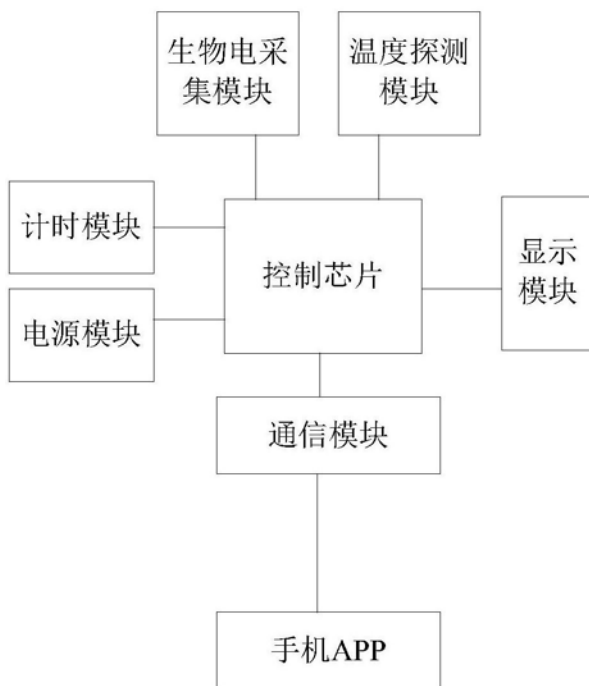 生物电采
集模块
温度探测
模块
计时模块
控制芯片
显示
模块
电源模块
通信模块
手机APP